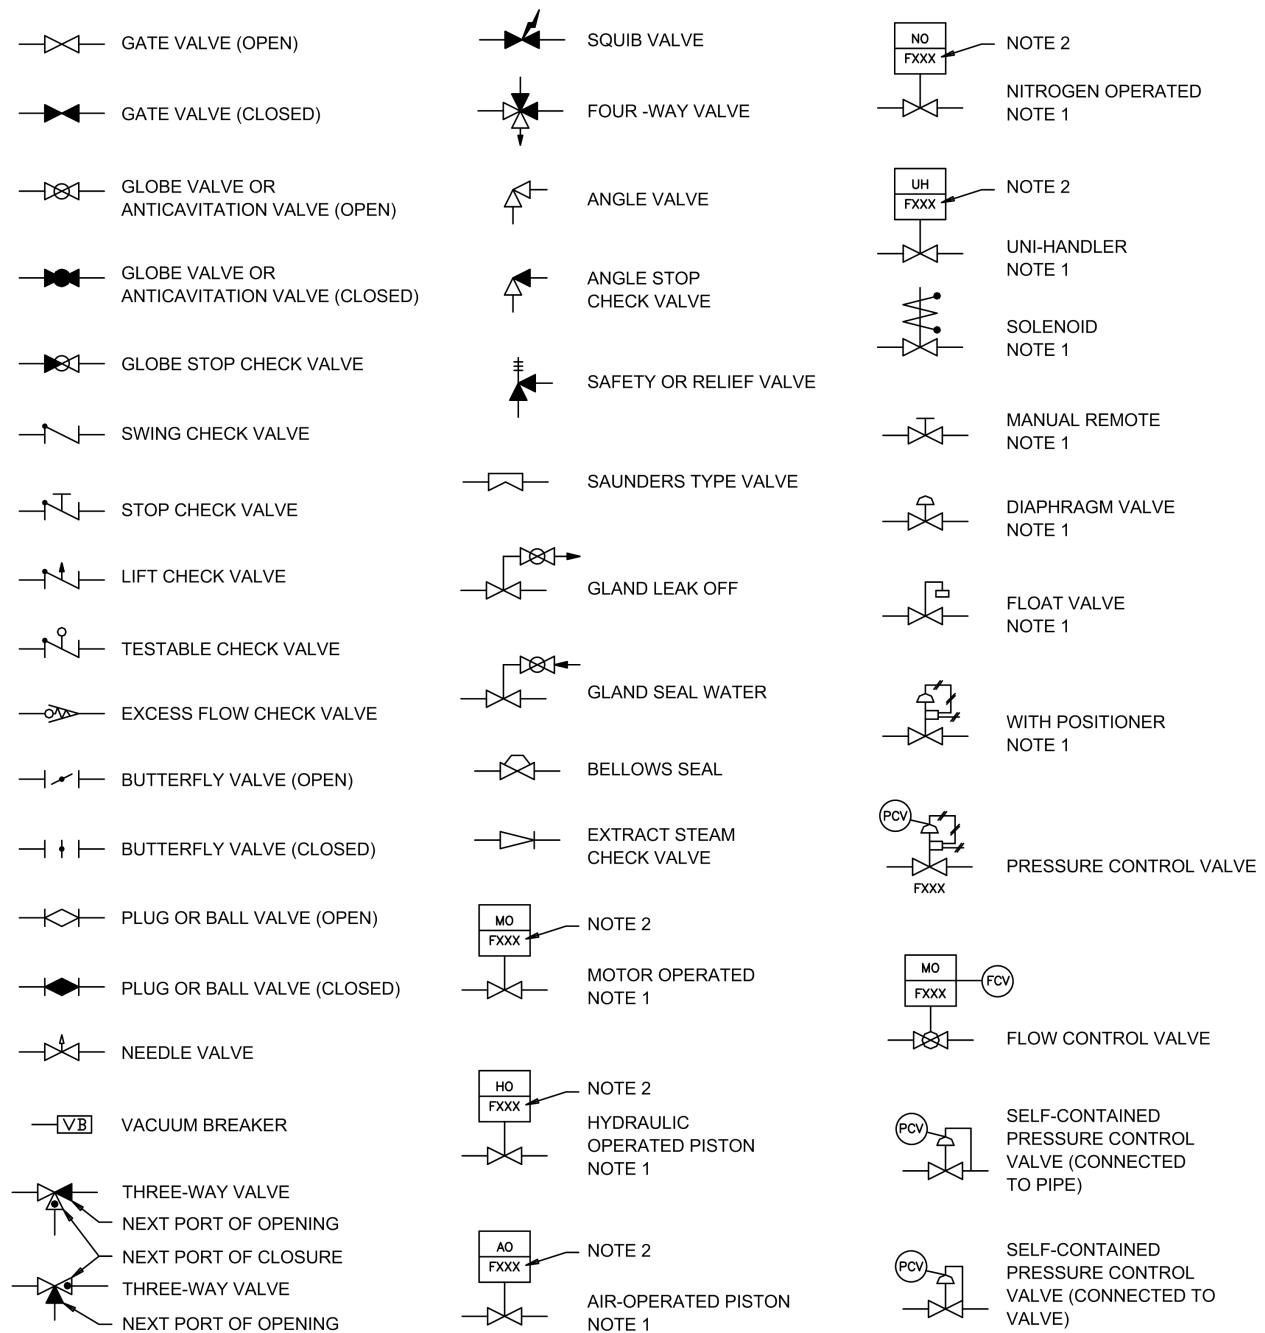 GATE VALVE (OPEN)
GATE VALVE (CLOSED)
GLOBE VALVE OR
ANTICAVITATION VALVE (OPEN)
GLOBE VALVE OR
ANTICAVITATION VALVE (CLOSED)
GLOBE STOP CHECK VALVE
SWING CHECK VALVE
STOP CHECK VALVE
LIFT CHECK VALVE
TESTABLE CHECK VALVE
EXCESS FLOW CHECK VALVE
BUTTERFLY VALVE (OPEN)
BUTTERFLY VALVE (CLOSED)
PLUG OR BALL VALVE (OPEN)
PLUG OR BALL VALVE (CLOSED)
NEEDLE VALVE
VB
VACUUM BREAKER
THREE-WAY VALVE
NEXT PORT OF OPENING
NEXT PORT OF CLOSURE
THREE-WAY VALVE
NEXT PORT OF OPENING
SQUIB VALVE
FOUR -WAY VALVE
ANGLE VALVE
ANGLE STOP
CHECK VALVE
SAFETY OR RELIEF VALVE
SAUNDERS TYPE VALVE
GLAND LEAK OFF
GLAND SEAL WATER
BELLOWS SEAL
EXTRACT STEAM
CHECK VALVE
MO
FXXX
NOTE 2
MOTOR OPERATED
NOTE 1
HO
FXXX
NOTE 2
HYDRAULIC
OPERATED PISTON
NOTE 1
AO
FXXX
NOTE 2
AIR-OPERATED PISTON
NOTE 1
NO
FXXX
NOTE 2
NITROGEN OPERATED
NOTE 1
UH
FXXX
NOTE 2
UNI-HANDLER
NOTE 1
SOLENOID
NOTE 1
MANUAL REMOTE
NOTE 1
DIAPHRAGM VALVE
NOTE 1
FLOAT VALVE
NOTE 1
WITH POSITIONER
NOTE 1
PCV
FXXX
PRESSURE CONTROL VALVE
MO
FXXX
FCV
FLOW CONTROL VALVE
PCV
SELF-CONTAINED
PRESSURE CONTROL
VALVE (CONNECTED
TO PIPE)
PCV
SELF-CONTAINED
PRESSURE CONTROL
VALVE (CONNECTED TO
VALVE)